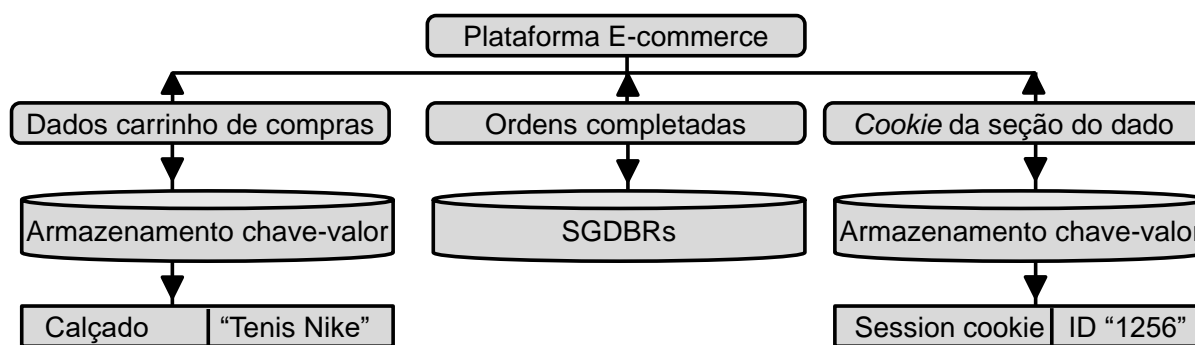 Plataforma E-commerce
Dados carrinho de compras
Ordens completadas
Cookie da seção do dado
Armazenamento chave-valor
SGDBRs
Armazenamento chave-valor
Calçado
“Tenis Nike”
Session cookie
ID “1256”